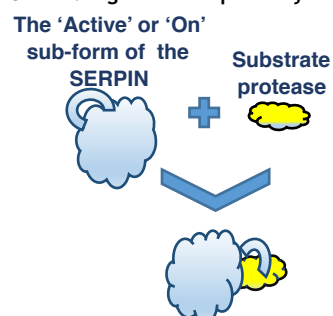 The ‘Active’ or ‘On’
sub-form of the
SERPIN
Substrate
protease